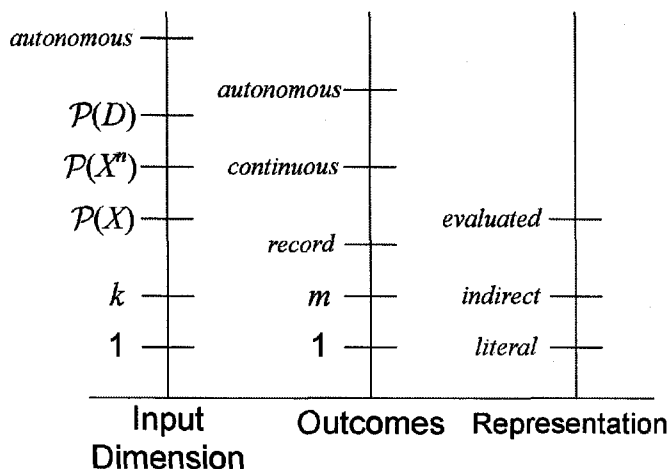 autonomous
𝒫(D)
𝒫(Xⁿ)
𝒫(X)
k
1
Input
Dimension
autonomous
continuous
record
m
1
Outcomes
evaluated
indirect
literal
Representation